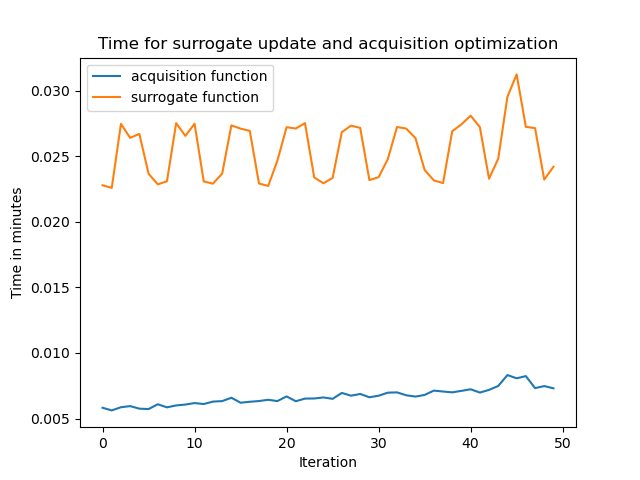 Time for surrogate update and acquisition optimization
acquisition function
surrogate function
0.030
0.025
0.020
0.015
0.010
0.005
Time in minutes
0 10 20 30 40 50
Iteration